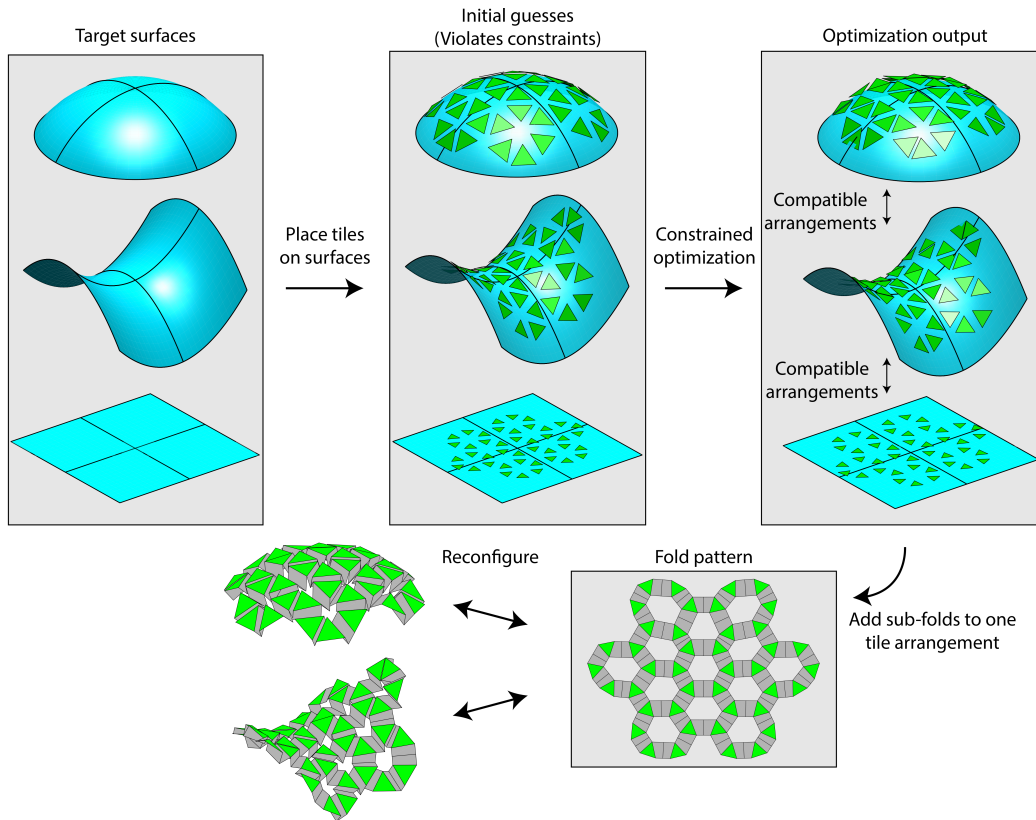 Target surfaces
Initial guesses
(Violates constraints)
Optimization output
Place tiles
on surfaces
Constrained
optimization
Compatible
arrangements
Compatible
arrangements
Reconfigure
Fold pattern
Add sub-folds to one
tile arrangement